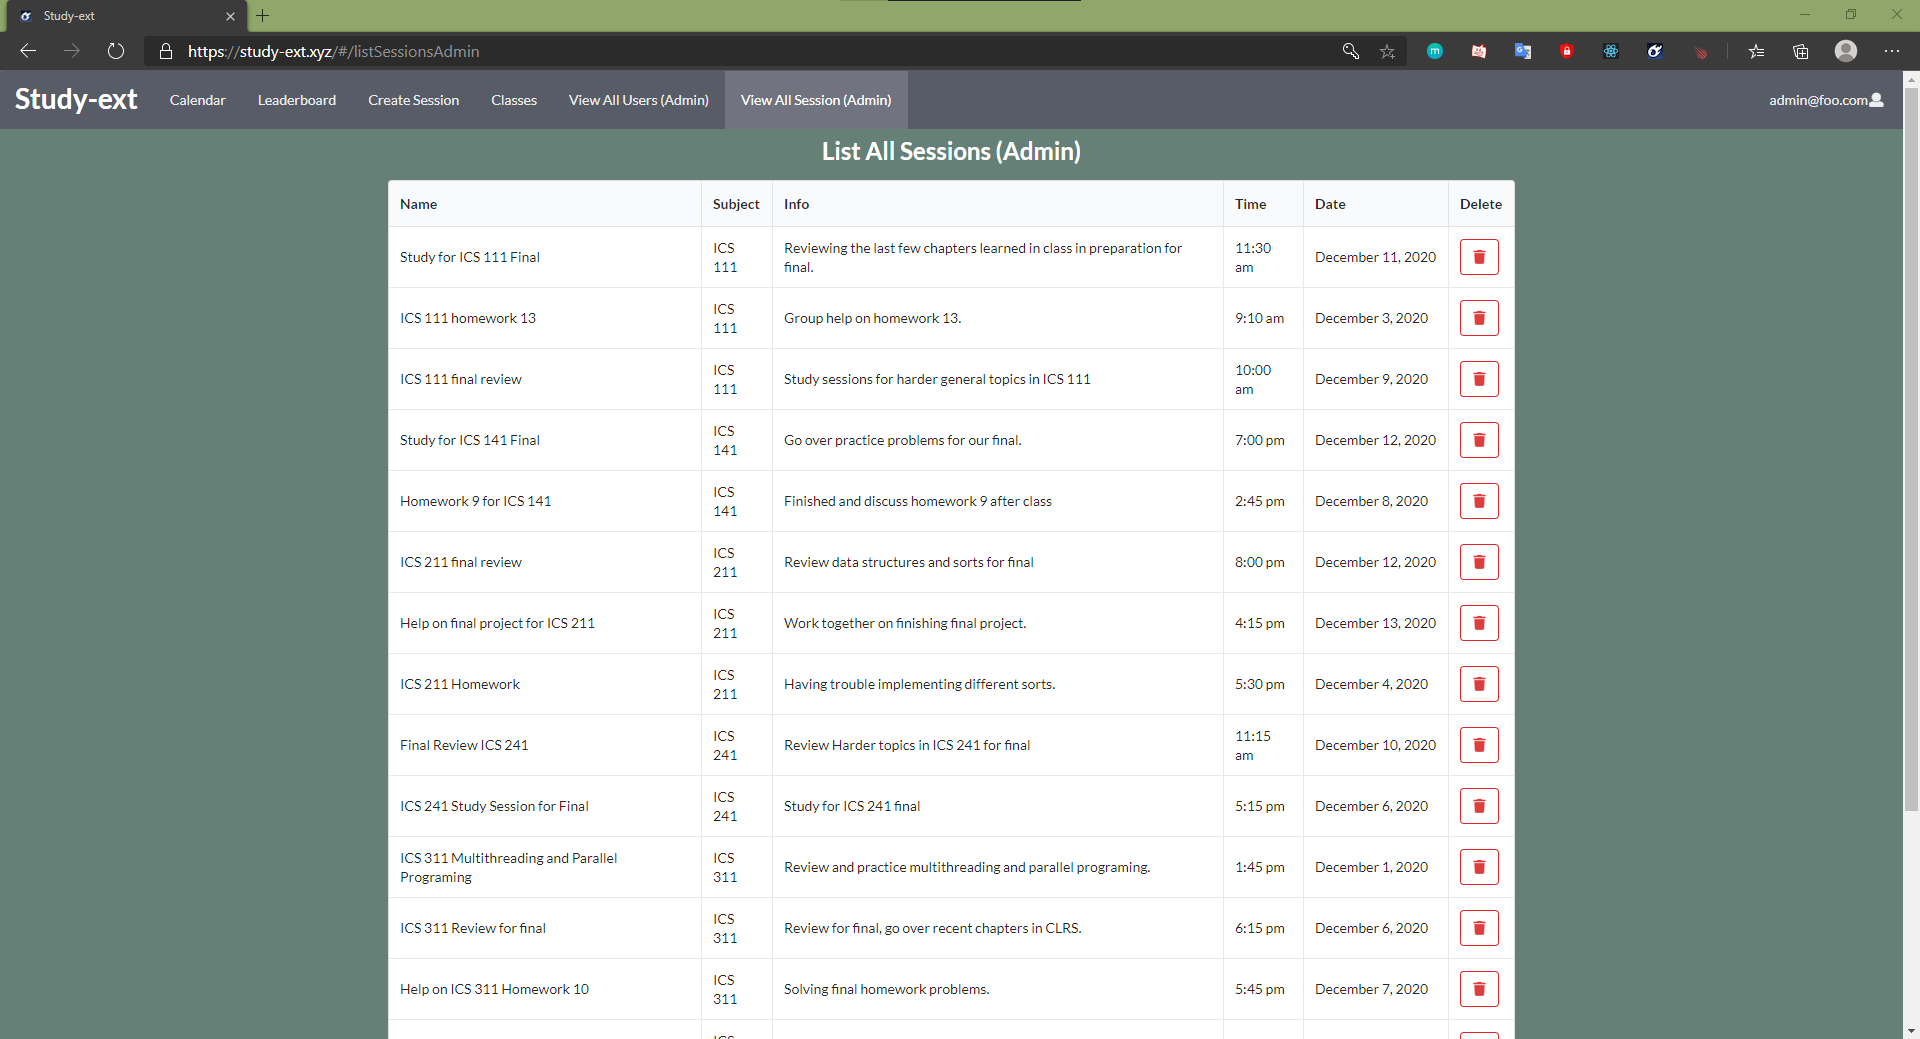 Study-ext
https://study-ext.xyz/#/listSessionsAdmin
Study-ext Calendar Leaderboard Create Session Classes View All Users (Admin) View All Session (Admin) admin@foo.com
List All Sessions (Admin)
Name Subject Info Time Date Delete
Study for ICS 111 Final ICS 111 Reviewing the last few chapters learned in class in preparation for final. 11:30 am December 11, 2020
ICS 111 homework 13 ICS 111 Group help on homework 13. 9:10 am December 3, 2020
ICS 111 final review ICS 111 Study sessions for harder general topics in ICS 111 10:00 am December 9, 2020
Study for ICS 141 Final ICS 141 Go over practice problems for our final. 7:00 pm December 12, 2020
Homework 9 for ICS 141 ICS 141 Finished and discuss homework 9 after class 2:45 pm December 8, 2020
ICS 211 final review ICS 211 Review data structures and sorts for final 8:00 pm December 12, 2020
Help on final project for ICS 211 ICS 211 Work together on finishing final project. 4:15 pm December 13, 2020
ICS 211 Homework ICS 211 Having trouble implementing different sorts. 5:30 pm December 4, 2020
Final Review ICS 241 ICS 241 Review Harder topics in ICS 241 for final 11:15 am December 10, 2020
ICS 241 Study Session for Final ICS 241 Study for ICS 241 final 5:15 pm December 6, 2020
ICS 311 Multithreading and Parallel Programing ICS 311 Review and practice multithreading and parallel programing. 1:45 pm December 1, 2020
ICS 311 Review for final ICS 311 Review for final, go over recent chapters in CLRS. 6:15 pm December 6, 2020
Help on ICS 311 Homework 10 ICS 311 Solving final homework problems. 5:45 pm December 7, 2020